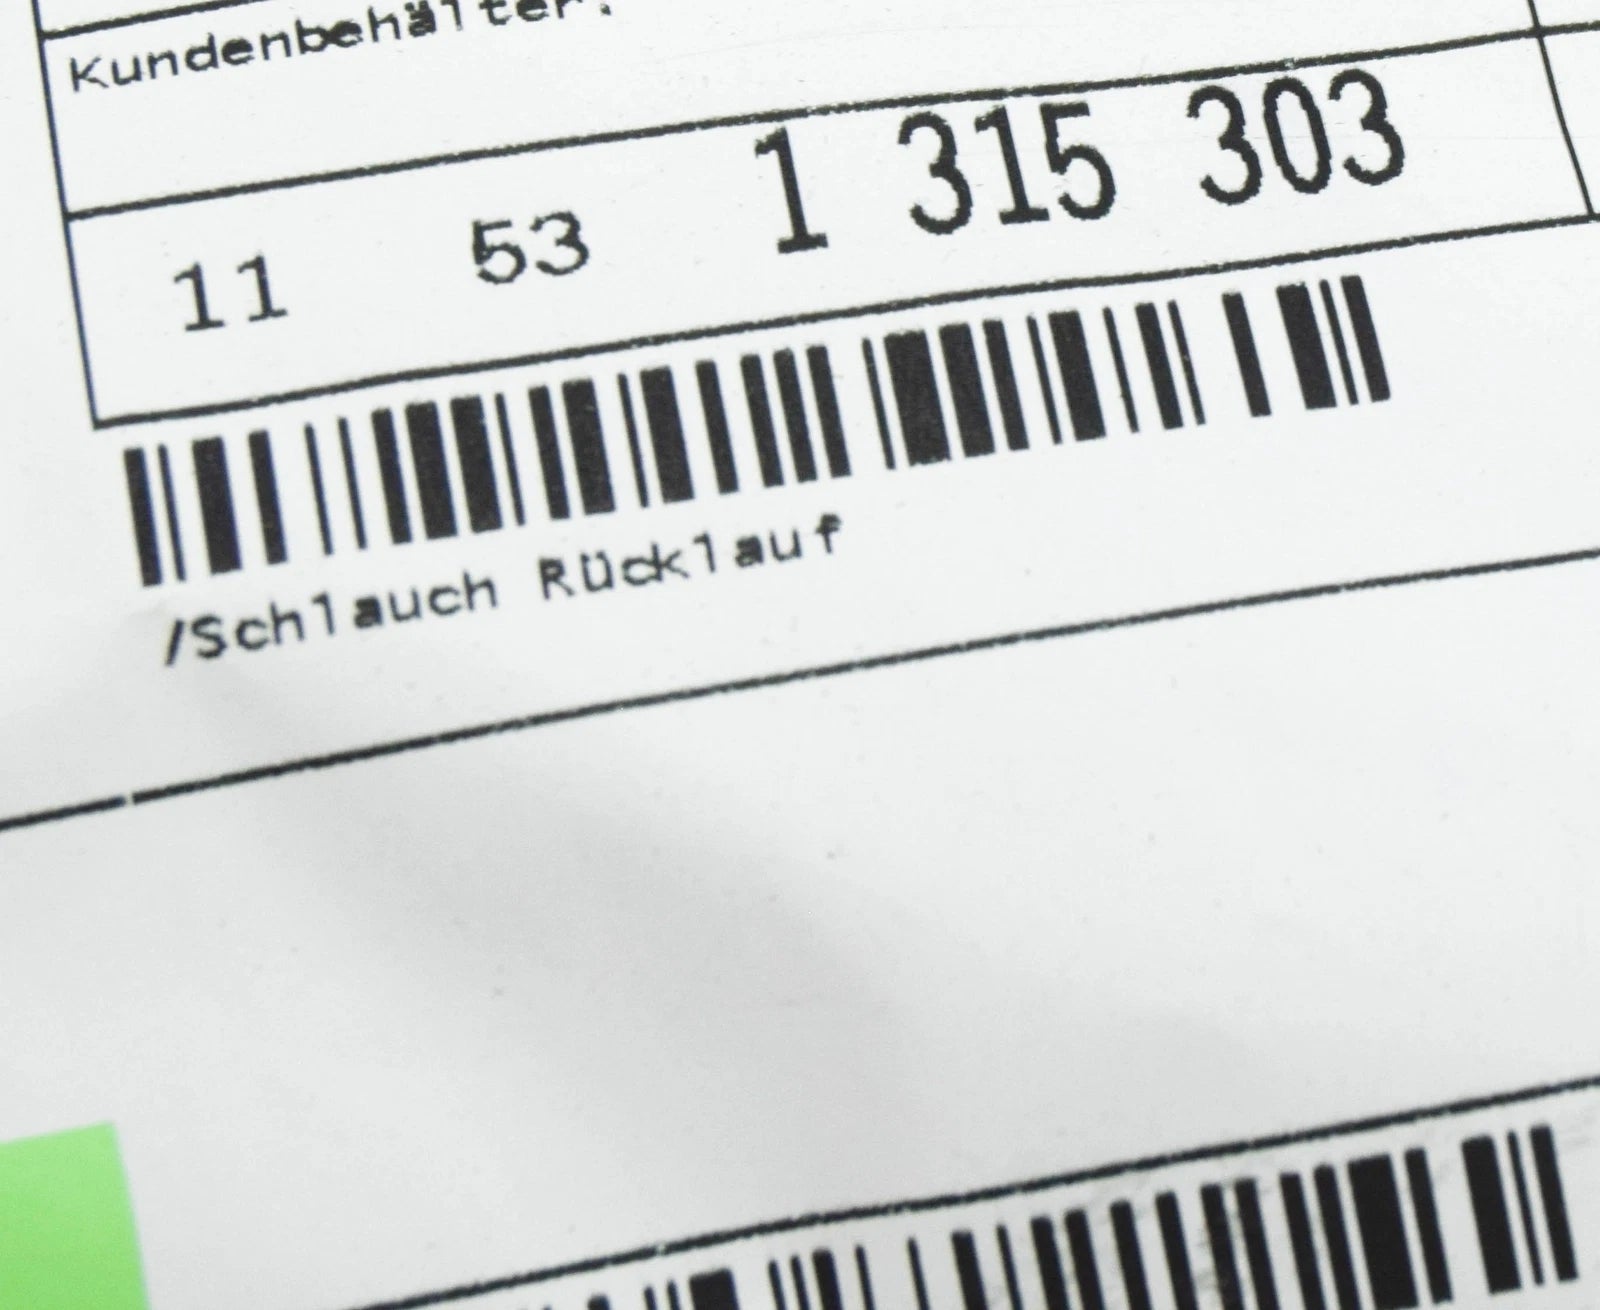 Kundenbehälter:
11 53 1 315 303
/Schlauch Rücklauf